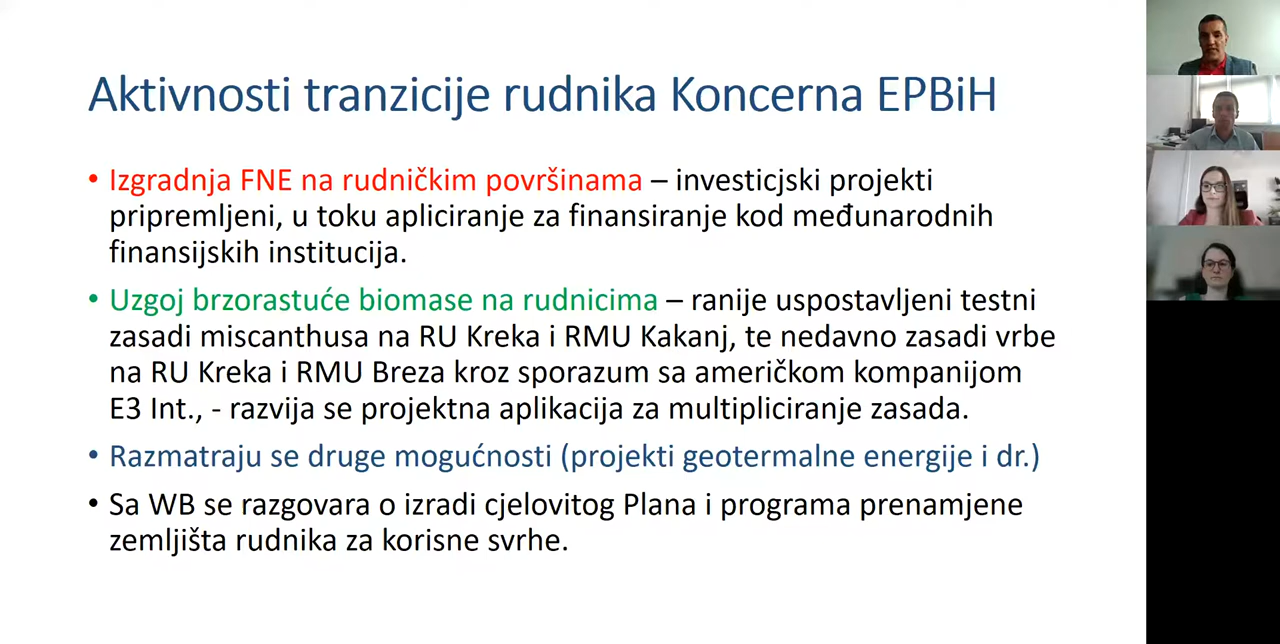 Aktivnosti tranzicije rudnika Koncerna EPBiH
• Izgradnja FNE na rudničkim površinama – investicjski projekti
pripremljeni, u toku apliciranje za finansiranje kod međunarodnih
finansijskih institucija.
• Uzgoj brzorastuće biomase na rudnicima – ranije uspostavljeni testni
zasadi miscanthusa na RU Kreka i RMU Kakanj, te nedavno zasadi vrbe
na RU Kreka i RMU Breza kroz sporazum sa američkom kompanijom
E3 Int., - razvija se projektna aplikacija za multipliciranje zasada.
• Razmatraju se druge mogućnosti (projekti geotermalne energije i dr.)
• Sa WB se razgovara o izradi cjelovitog Plana i programa prenamjene
zemljišta rudnika za korisne svrhe.